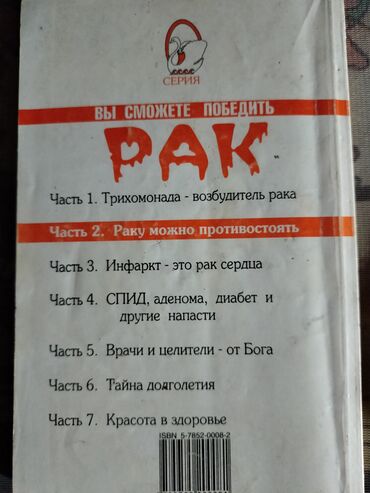 СЕРИЯ
ВЫ СМОЖЕТЕ ПОБЕДИТЬ
РАК
Часть 1. Трихомонада - возбудитель рака
Часть 2. Раку можно противостоять
Часть 3. Инфаркт - это рак сердца
Часть 4. СПИД, аденома, диабет и
другие напасти
Часть 5. Врачи и целители - от Бога
Часть 6. Тайна долголетия
Часть 7. Красота в здоровье
ISBN 5-7852-0008-2